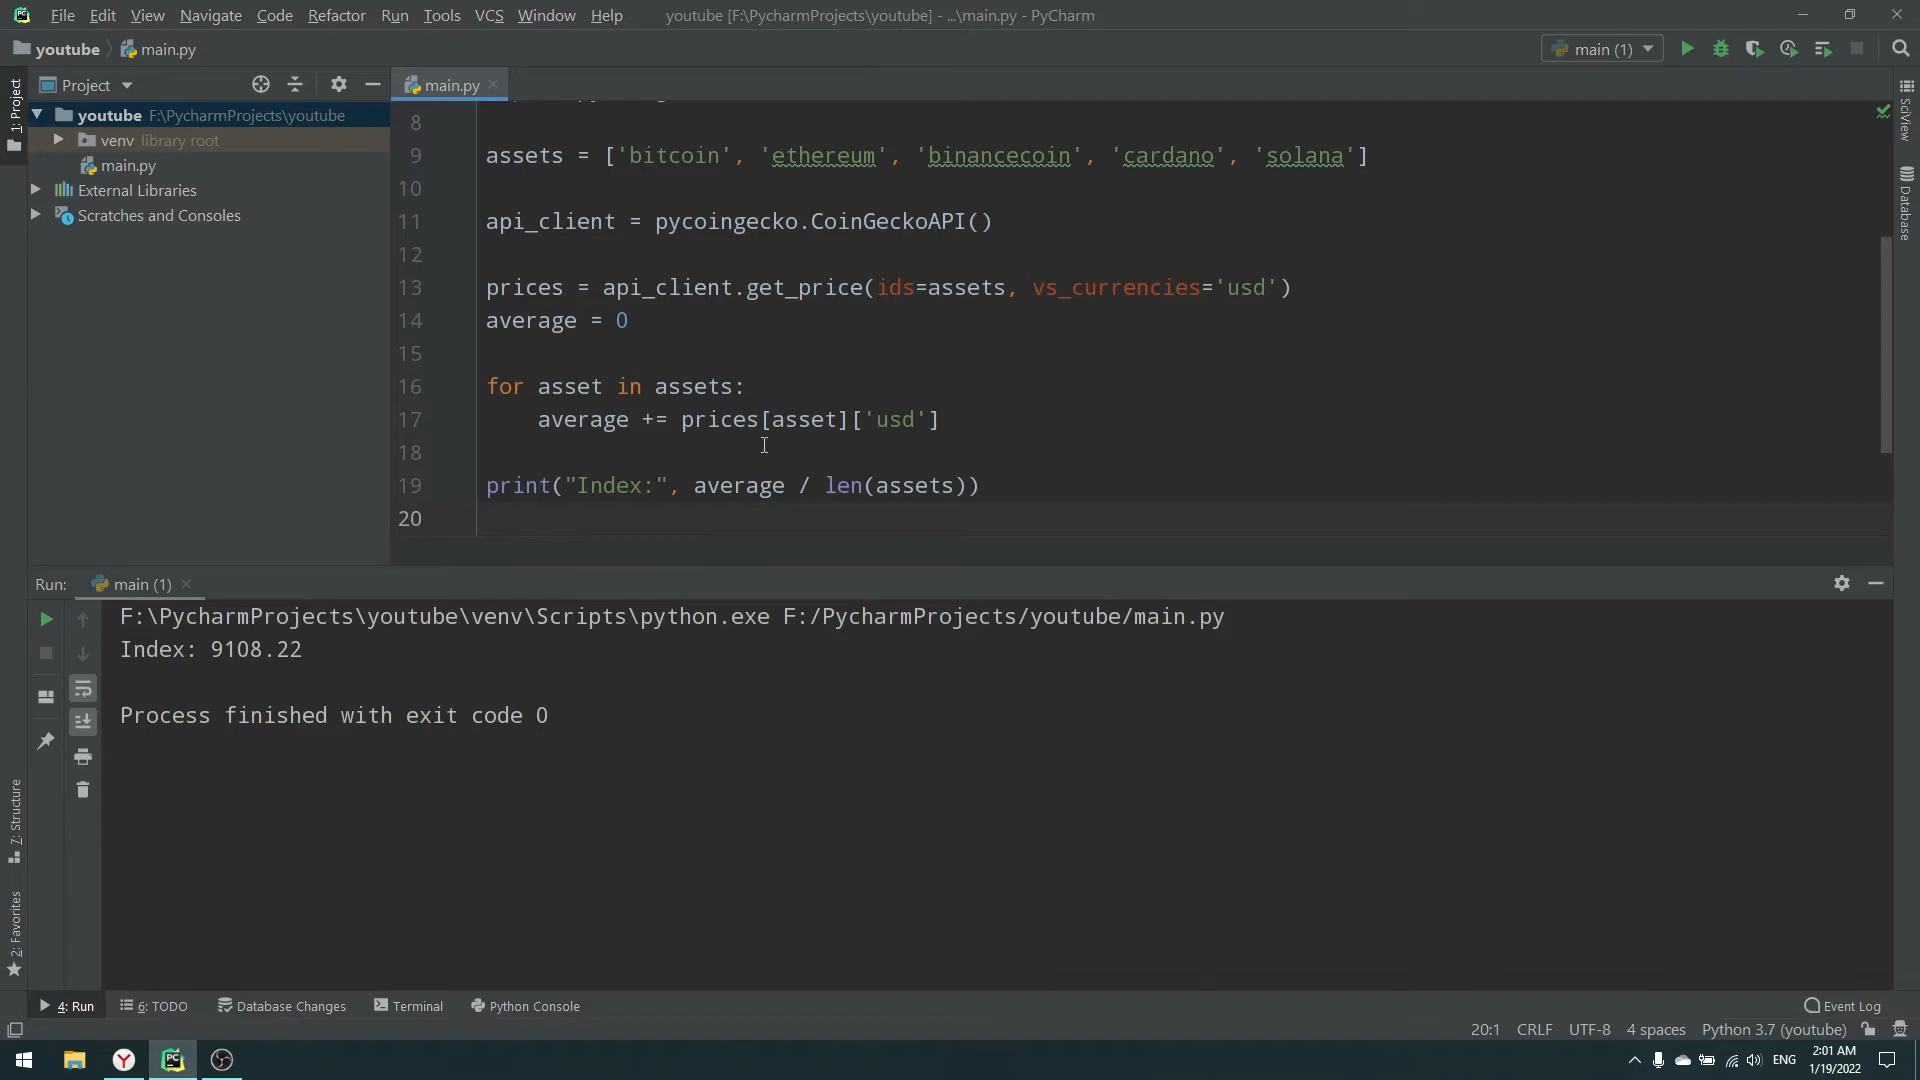 File Edit View Navigate Code Refactor Run Tools VCS Window Help youtube [F:\PycharmProjects\youtube] - ...\main.py - PyCharm
youtube main.py main (1)
1: Project Project main.py
youtube F:\PycharmProjects\youtube
venv library root
main.py
External Libraries
Scratches and Consoles
8
9 assets = ['bitcoin', 'ethereum', 'binancecoin', 'cardano', 'solana']
10
11 api_client = pycoingecko.CoinGeckoAPI()
12
13 prices = api_client.get_price(ids=assets, vs_currencies='usd')
14 average = 0
15
16 for asset in assets:
17 average += prices[asset]['usd']
18
19 print("Index:", average / len(assets))
20
SciView
Database
Run: main (1)
F:\PycharmProjects\youtube\venv\Scripts\python.exe F:/PycharmProjects/youtube/main.py
Index: 9108.22
Process finished with exit code 0
7: Structure
2: Favorites
4: Run 6: TODO Database Changes Terminal Python Console Event Log
20:1 CRLF UTF-8 4 spaces Python 3.7 (youtube)
ENG 2:01 AM
1/19/2022